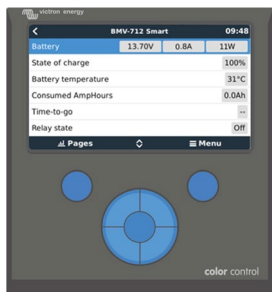 victron energy
< BMV-712 Smart 09:48
Battery 13.70V 0.8A 11W
State of charge 100%
Battery temperature 31°C
Consumed AmpHours 0.0Ah
Time-to-go --
Relay state Off
Pages Menu
color control